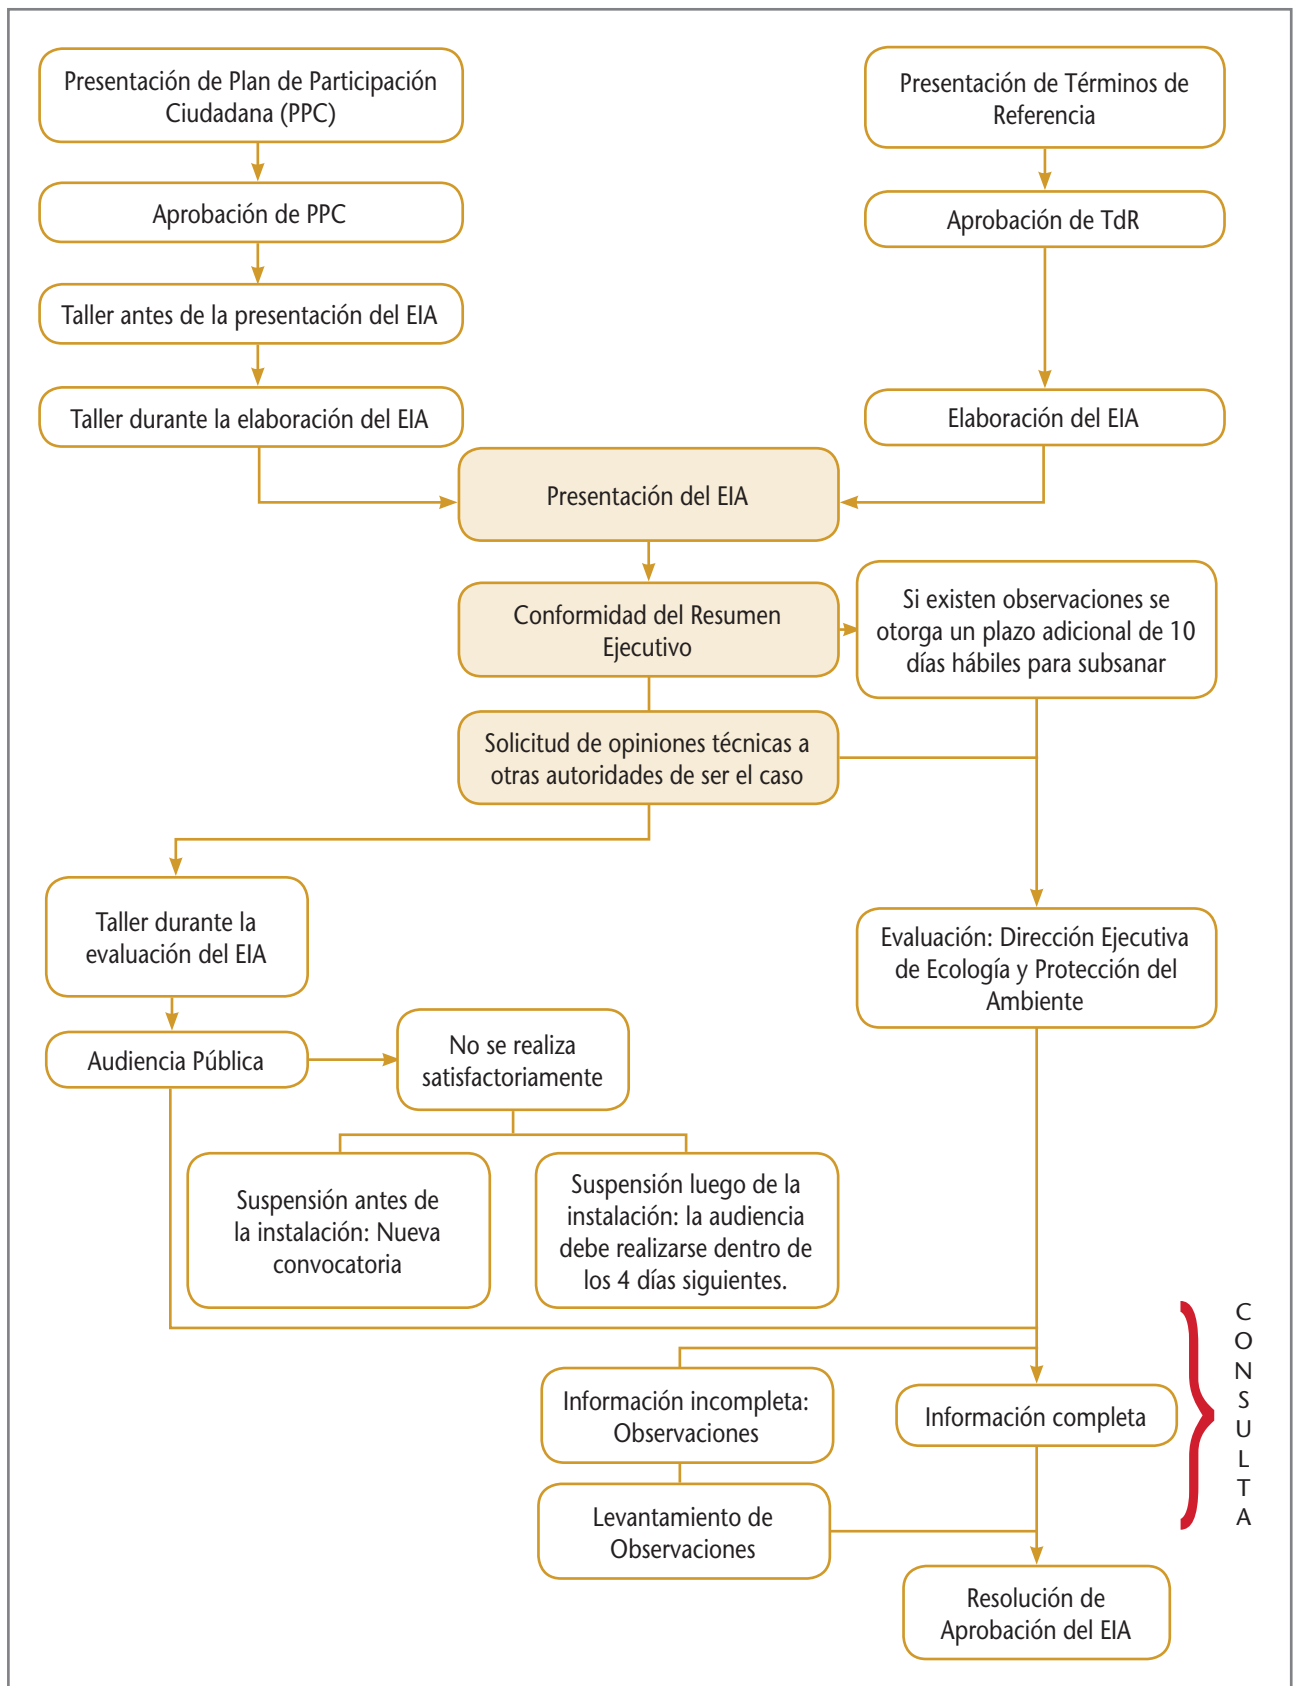 Presentación de Plan de Participación
Ciudadana (PPC)
Presentación de Términos de
Referencia
Aprobación de PPC
Aprobación de TdR
Taller antes de la presentación del EIA
Taller durante la elaboración del EIA
Elaboración del EIA
Presentación del EIA
Conformidad del Resumen
Ejecutivo
Si existen observaciones se
otorga un plazo adicional de 10
días hábiles para subsanar
Solicitud de opiniones técnicas a
otras autoridades de ser el caso
Taller durante la
evaluación del EIA
Evaluación: Dirección Ejecutiva
de Ecología y Protección del
Ambiente
Audiencia Pública
No se realiza
satisfactoriamente
Suspensión antes de
la instalación: Nueva
convocatoria
Suspensión luego de la
instalación: la audiencia
debe realizarse dentro de
los 4 días siguientes.
Información incompleta:
Observaciones
Información completa
C
O
N
S
U
L
T
A
Levantamiento de
Observaciones
Resolución de
Aprobación del EIA